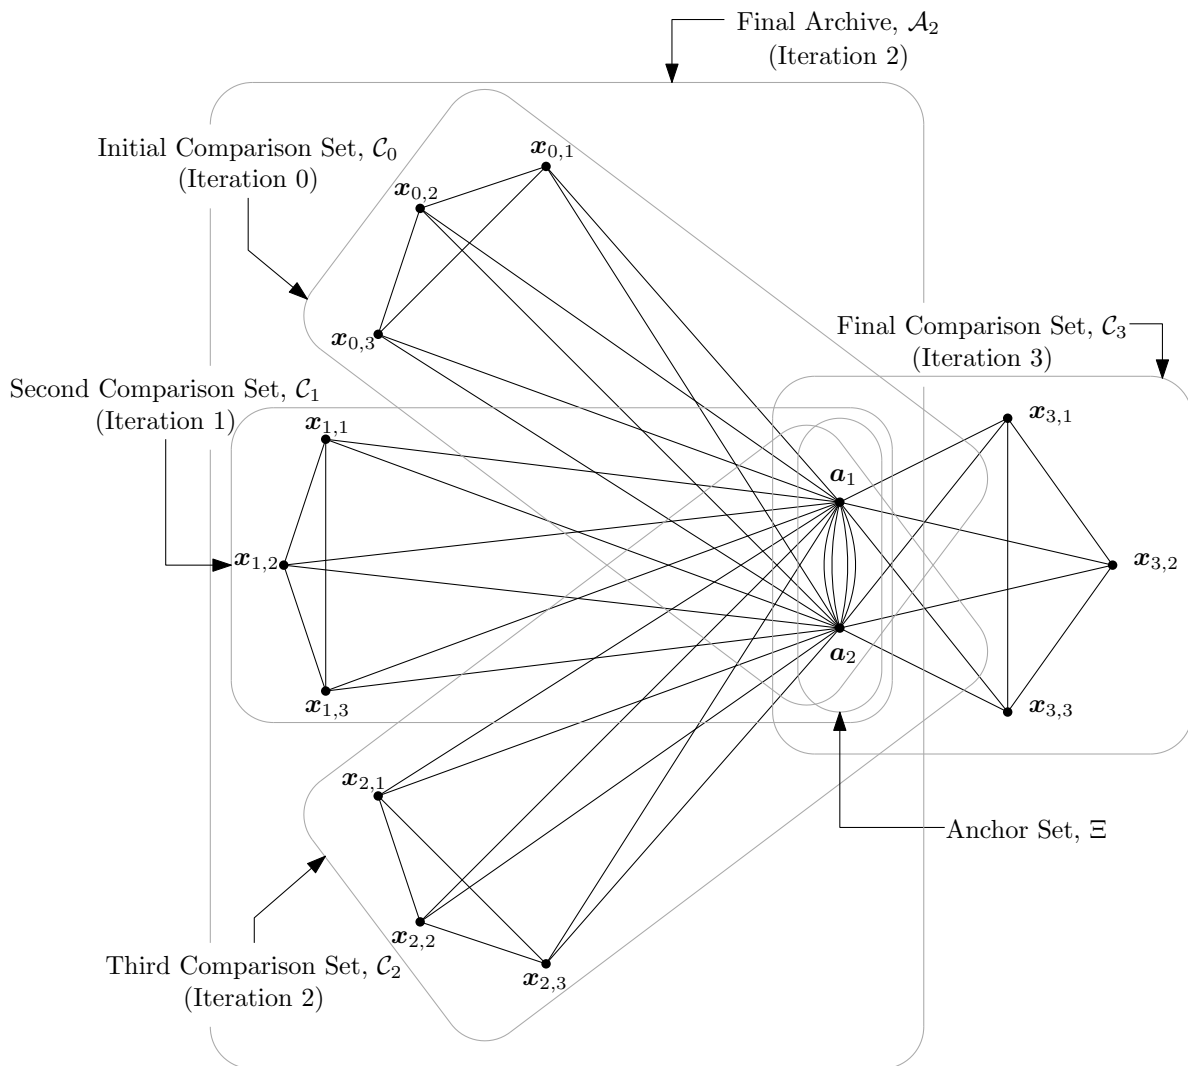 Final Archive, 𝒜₂
(Iteration 2)
Initial Comparison Set, 𝒞₀
(Iteration 0)
x₀,₁
x₀,₂
x₀,₃
Final Comparison Set, 𝒞₃
(Iteration 3)
Second Comparison Set, 𝒞₁
(Iteration 1)
x₁,₁
x₃,₁
a₁
x₁,₂
x₃,₂
a₂
x₁,₃
x₃,₃
x₂,₁
Anchor Set, Ξ
x₂,₂
Third Comparison Set, 𝒞₂
(Iteration 2)
x₂,₃